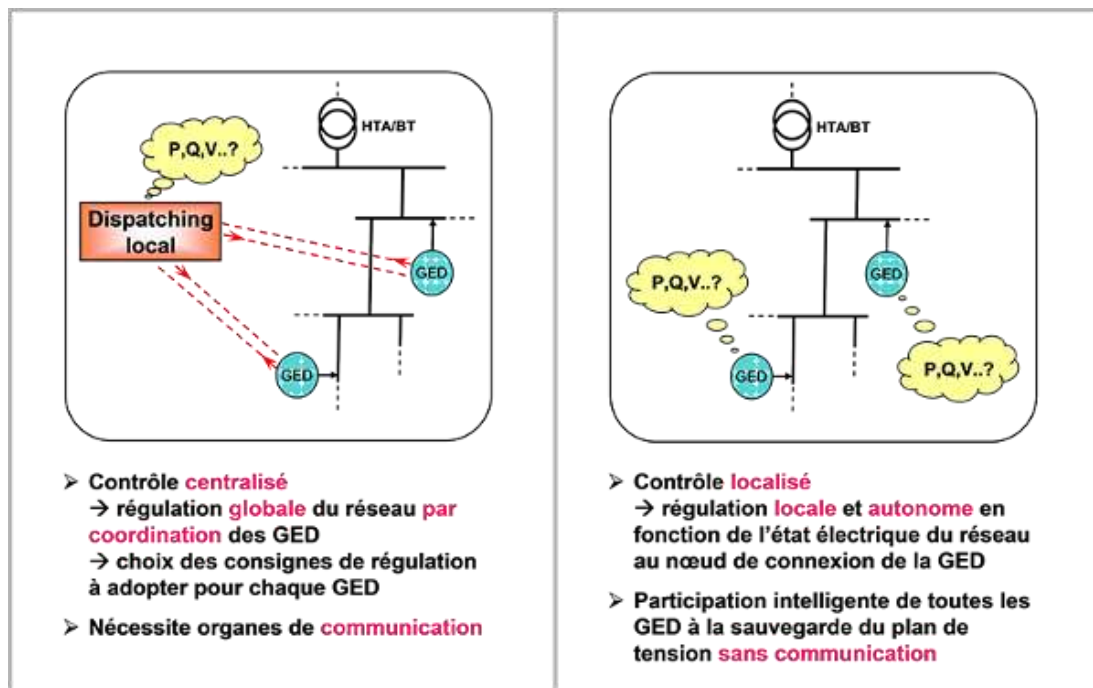 HTA/BT
P,Q,V..?
Dispatching
local
GED
GED
➢ Contrôle centralisé
→ régulation globale du réseau par
coordination des GED
→ choix des consignes de régulation
à adopter pour chaque GED
➢ Nécessite organes de communication
HTA/BT
GED
P,Q,V..?
GED
P,Q,V..?
➢ Contrôle localisé
→ régulation locale et autonome en
fonction de l'état électrique du réseau
au nœud de connexion de la GED
➢ Participation intelligente de toutes les
GED à la sauvegarde du plan de
tension sans communication